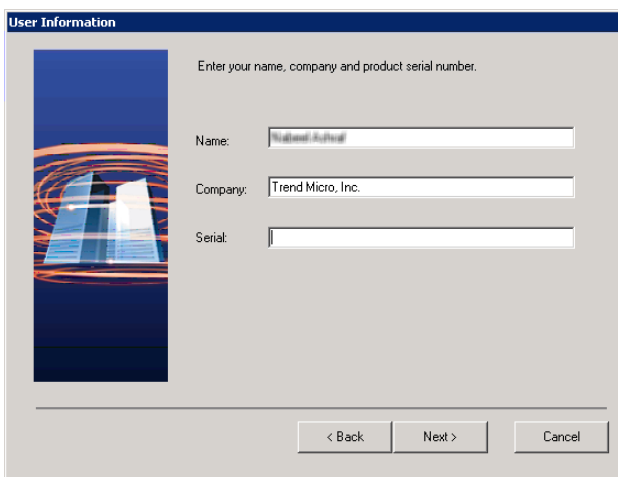 User Information
Enter your name, company and product serial number.
Name:
Company: Trend Micro, Inc.
Serial:
< Back Next > Cancel